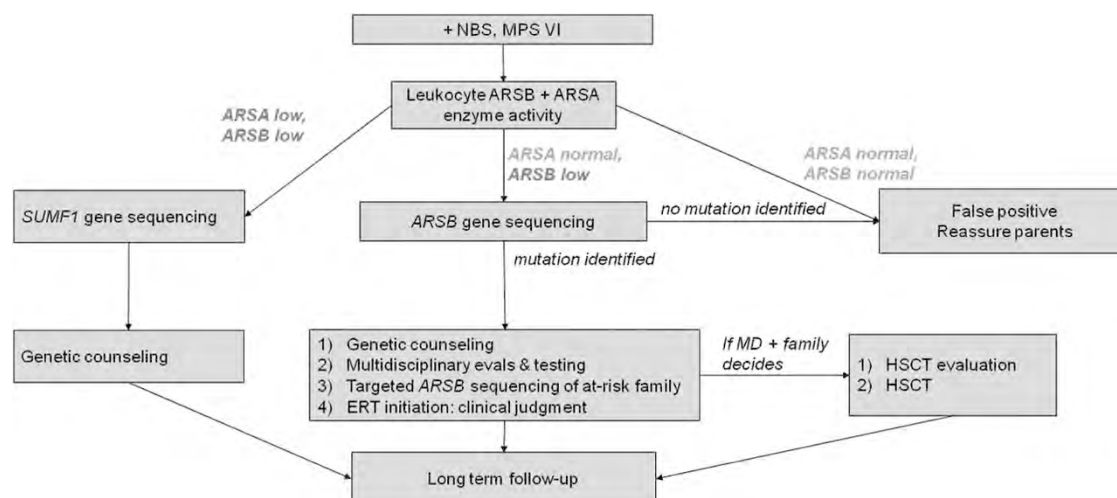 + NBS, MPS VI
Leukocyte ARSB + ARSA
enzyme activity
ARSA low,
ARSB low
ARSA normal,
ARSB low
ARSA normal,
ARSB normal
SUMF1 gene sequencing
ARSB gene sequencing
no mutation identified
False positive
Reassure parents
mutation identified
Genetic counseling
1) Genetic counseling
2) Multidisciplinary evals & testing
3) Targeted ARSB sequencing of at-risk family
4) ERT initiation: clinical judgment
If MD + family
decides
1) HSCT evaluation
2) HSCT
Long term follow-up